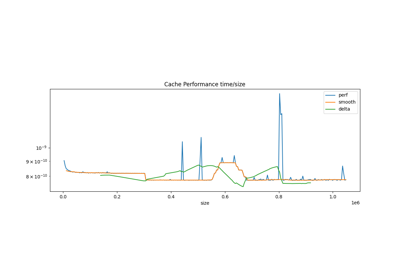 Cache Performance time/size
perf
smooth
delta
10⁻⁵
9 × 10⁻¹⁰
8 × 10⁻¹⁰
0.0 0.2 0.4 0.6 0.8 1.0
1e6
size